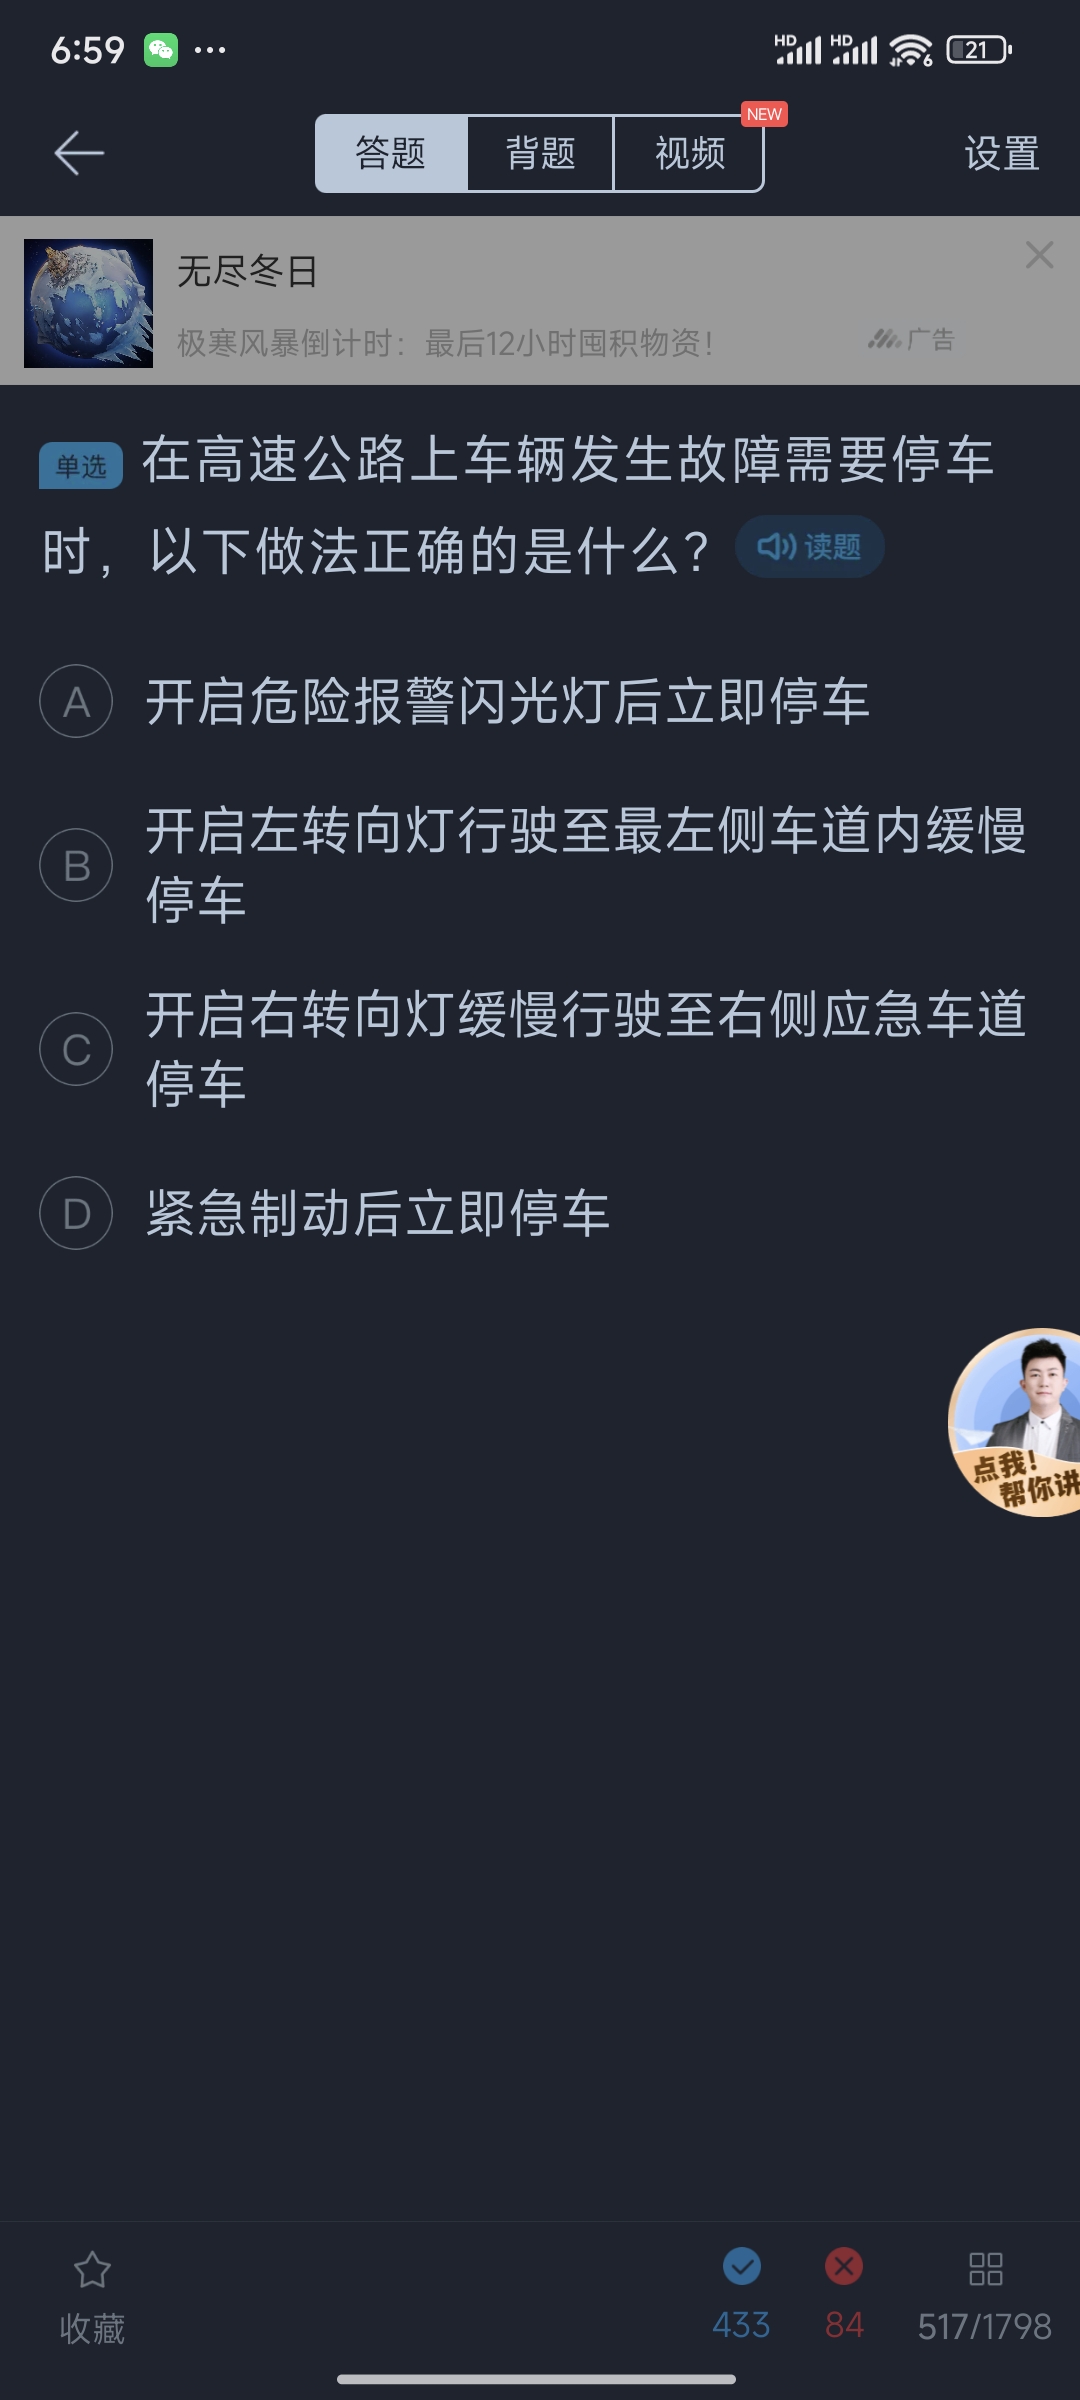 6:59
HD HD 6 21
答题 背题 视频 NEW
设置
无尽冬日
极寒风暴倒计时：最后12小时囤积物资！
广告
单选 在高速公路上车辆发生故障需要停车
时，以下做法正确的是什么？ 读题
A 开启危险报警闪光灯后立即停车
B 开启左转向灯行驶至最左侧车道内缓慢
停车
C 开启右转向灯缓慢行驶至右侧应急车道
停车
D 紧急制动后立即停车
点我！
帮你讲
收藏 433 84 517/1798